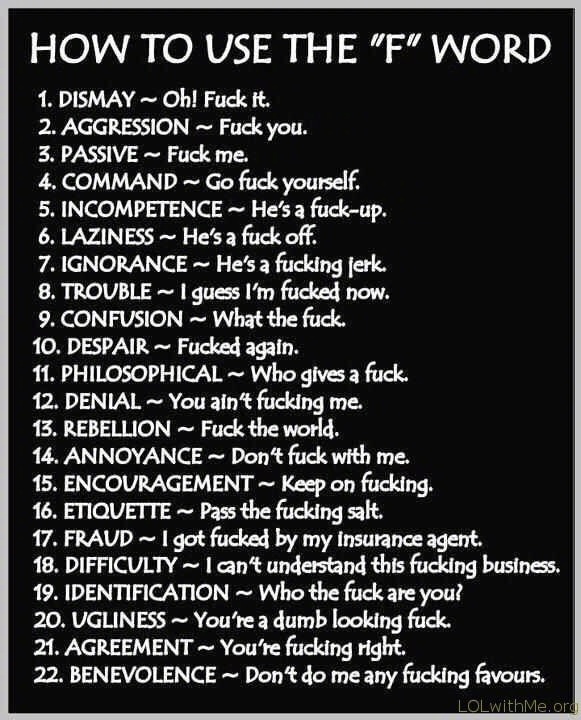 HOW TO USE THE "F" WORD
1. DISMAY ~ Oh! Fuck it.
2. AGGRESSION ~ Fuck you.
3. PASSIVE ~ Fuck me.
4. COMMAND ~ Go fuck yourself.
5. INCOMPETENCE ~ He's a fuck-up.
6. LAZINESS ~ He's a fuck off.
7. IGNORANCE ~ He's a fucking jerk.
8. TROUBLE ~ I guess I'm fucked now.
9. CONFUSION ~ What the fuck.
10. DESPAIR ~ Fucked again.
11. PHILOSOPHICAL ~ Who gives a fuck.
12. DENIAL ~ You ain't fucking me.
13. REBELLION ~ Fuck the world.
14. ANNOYANCE ~ Don't fuck with me.
15. ENCOURAGEMENT ~ Keep on fucking.
16. ETIQUETTE ~ Pass the fucking salt.
17. FRAUD ~ I got fucked by my insurance agent.
18. DIFFICULTY ~ I can't understand this fucking business.
19. IDENTIFICATION ~ Who the fuck are you?
20. UGLINESS ~ You're a dumb looking fuck.
21. AGREEMENT ~ You're fucking right.
22. BENEVOLENCE ~ Don't do me any fucking favours.
LOLwithMe.org